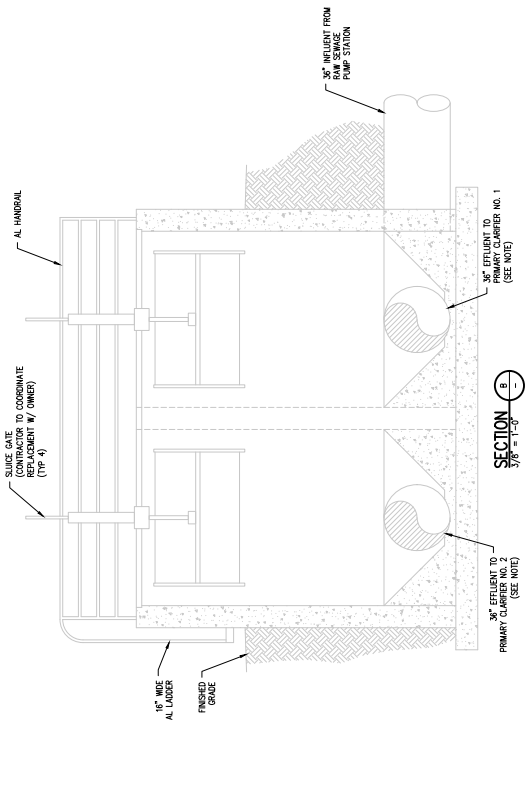 SLUICE GATE
(CONTRACTOR TO COORDINATE
REPLACEMENT W/ OWNER)
(TYP 4)
AL HANDRAIL
36" INFLUENT FROM
RAW SEWAGE
PUMP STATION
16" WIDE
AL LADDER
FINISHED
GRADE
36" EFFLUENT TO
PRIMARY CLARIFIER NO. 2
(SEE NOTE)
36" EFFLUENT TO
PRIMARY CLARIFIER NO. 1
(SEE NOTE)
SECTION B
3/8" = 1'-0" -